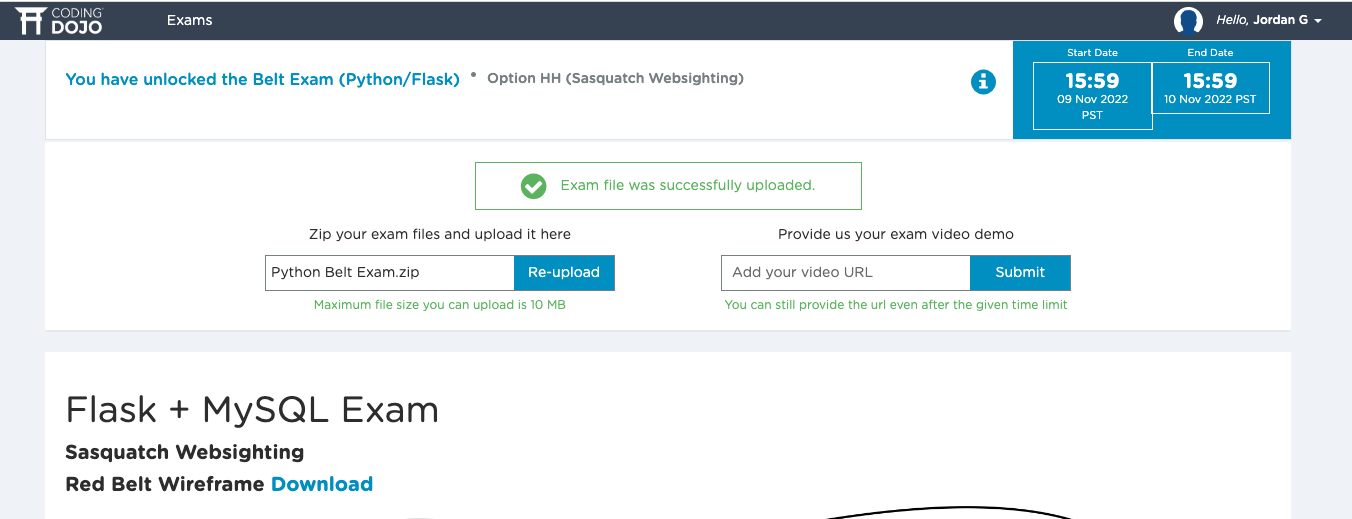 CODING DOJO
Exams
Hello, Jordan G
You have unlocked the Belt Exam (Python/Flask) • Option HH (Sasquatch Websighting)
Start Date
15:59
09 Nov 2022
PST
End Date
15:59
10 Nov 2022 PST
Exam file was successfully uploaded.
Zip your exam files and upload it here
Python Belt Exam.zip
Re-upload
Maximum file size you can upload is 10 MB
Provide us your exam video demo
Add your video URL
Submit
You can still provide the url even after the given time limit
Flask + MySQL Exam
Sasquatch Websighting
Red Belt Wireframe Download